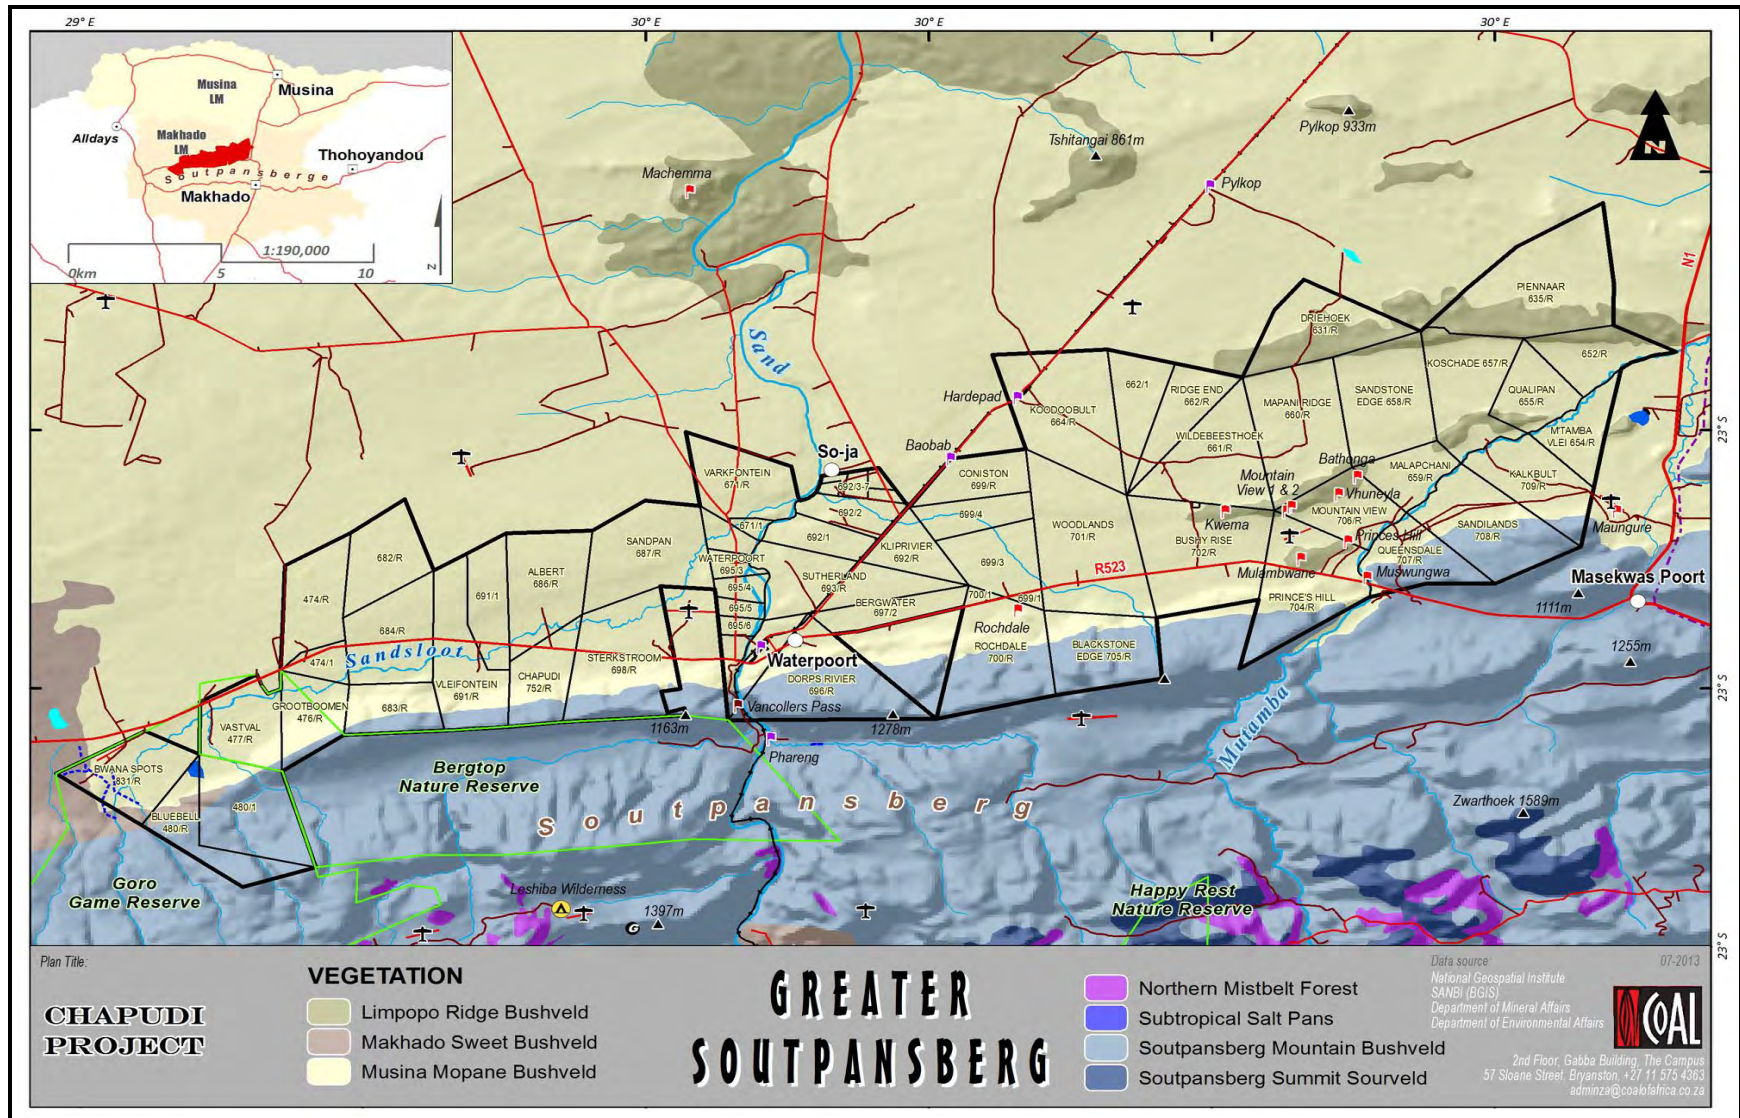 29° E
30° E
30° E
30° E
Musina
LM
Musina
Alldays
Makhado
LM
Thohoyandou
Soutpansberge
Makhado
1:190,000
0km
5
10
Z
Machemma
Tshitangai 861m
Pylkop 933m
N
Pylkop
N1
Sand
PIENNAAR
635/R
DRIEHOEK
631/R
652/R
KOSCHADE 657/R
QUALIPAN
655/R
662/1
RIDGE END
662/R
SANDSTONE
EDGE 658/R
MAPANI RIDGE
660/R
Hardepad
KOODOOBULT
664/R
WILDEBEESTHOEK
661/R
M'TAMBA
VLEI 654/R
23° S
Baobab
So-ja
VARKFONTEIN
671/R
692/3-7
CONISTON
699/R
Bathonga
MALAPCHANI
659/R
KALKBULT
709/R
Mountain
View 1 & 2
Vhuneyla
692/2
699/4
Kwema
MOUNTAIN VIEW
706/R
SANDILANDS
708/R
Maungure
671/1
692/1
WOODLANDS
701/R
SANDPAN
687/R
KLIPRIVIER
692/R
BUSHY RISE
702/R
Princes Hill
QUEENSDALE
707/R
682/R
WATERPOORT
695/3
699/3
ALBERT
686/R
SUTHERLAND
693/R
R523
Mulambwane
Muswungwa
Masekwas Poort
695/4
474/R
691/1
BERGWATER
697/2
700/1
699/1
PRINCE'S HILL
704/R
1111m
695/5
695/6
684/R
Rochdale
Sandsloot
474/1
STERKSTROOM
698/R
Waterpoort
ROCHDALE
700/R
BLACKSTONE
EDGE 705/R
1255m
VLEIFONTEIN
691/R
CHAPUDI
752/R
DORPS RIVIER
696/R
GROOTBOOMEN
476/R
683/R
Vancollers Pass
23° S
VASTVAL
477/R
1163m
1278m
Mutamba
Phareng
BWANA SPOTS
831/R
Bergtop
Nature Reserve
480/1
Soutpansberg
Zwarthoek 1589m
BLUEBELL
480/R
Goro
Game Reserve
Leshiba Wilderness
1397m
G
Happy Rest
Nature Reserve
23° S
Plan Title:
CHAPUDI
PROJECT
VEGETATION
Limpopo Ridge Bushveld
Makhado Sweet Bushveld
Musina Mopane Bushveld
GREATER
SOUTPANSBERG
Northern Mistbelt Forest
Subtropical Salt Pans
Soutpansberg Mountain Bushveld
Soutpansberg Summit Sourveld
Data source:
07-2013
National Geospatial Institute
SANBI (BGIS)
Department of Mineral Affairs
Department of Environmental Affairs
COAL
2nd Floor, Gabba Building, The Campus
57 Sloane Street, Bryanston, +27 11 575 4363
adminza@coalofafrica.co.za